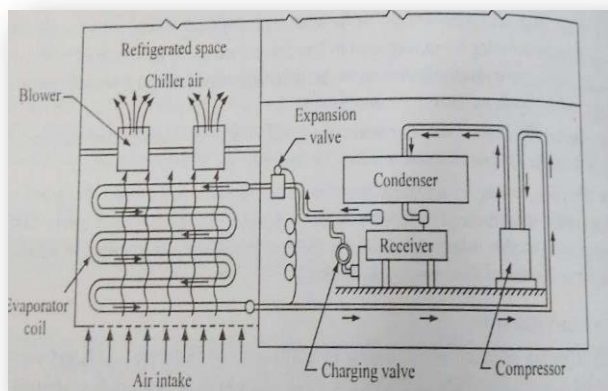 Refrigerated space
Chiller air
Blower
Expansion
valve
Condenser
Receiver
Evaporator
coil
Charging valve
Compressor
Air intake